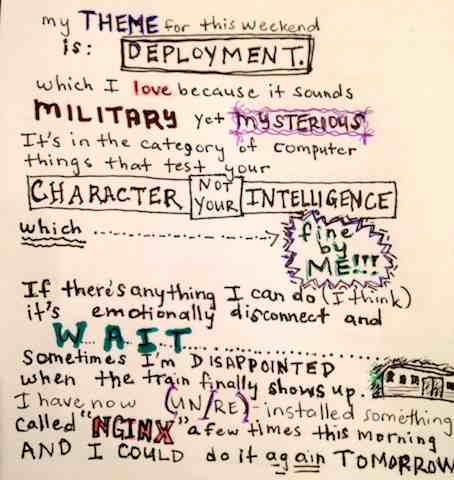 my THEME for this weekend
is: DEPLOYMENT.
which I love because it sounds
MILITARY yet MYSTERIOUS
It's in the category of computer
things that test your
CHARACTER NOT YOUR INTELLIGENCE
which fine by ME!!!
If there's anything I can do (I think)
it's emotionally disconnect and
WAIT
Sometimes I'm DISAPPOINTED
when the train finally shows up.
I have now (UN/RE)-installed something
called "NGINX" a few times this morning
AND I COULD do it again TOMORROW